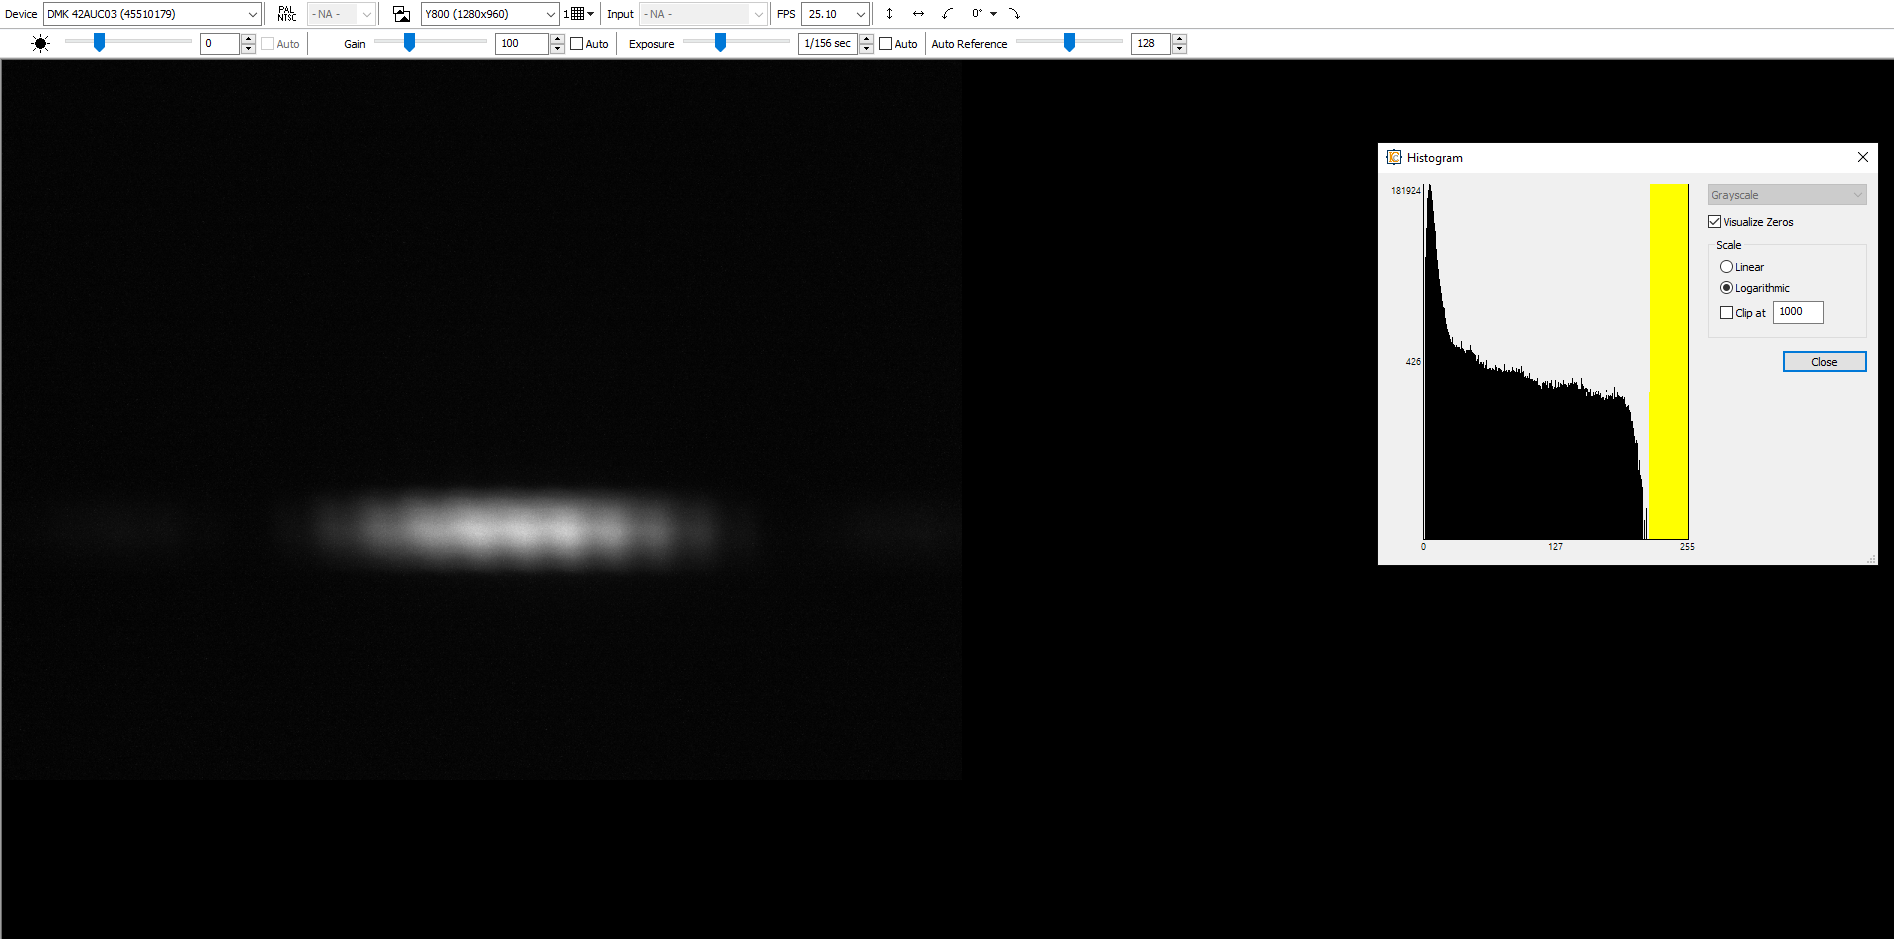 Device DMK 42AUC03 (45510179) PAL NTSC - NA - Y800 (1280x960) 1 Input - NA - FPS 25.10 0°
0 Auto Gain 100 Auto Exposure 1/156 sec Auto Auto Reference 128
IC Histogram
181924
426
0 127 255
Grayscale
Visualize Zeros
Scale
Linear
Logarithmic
Clip at 1000
Close